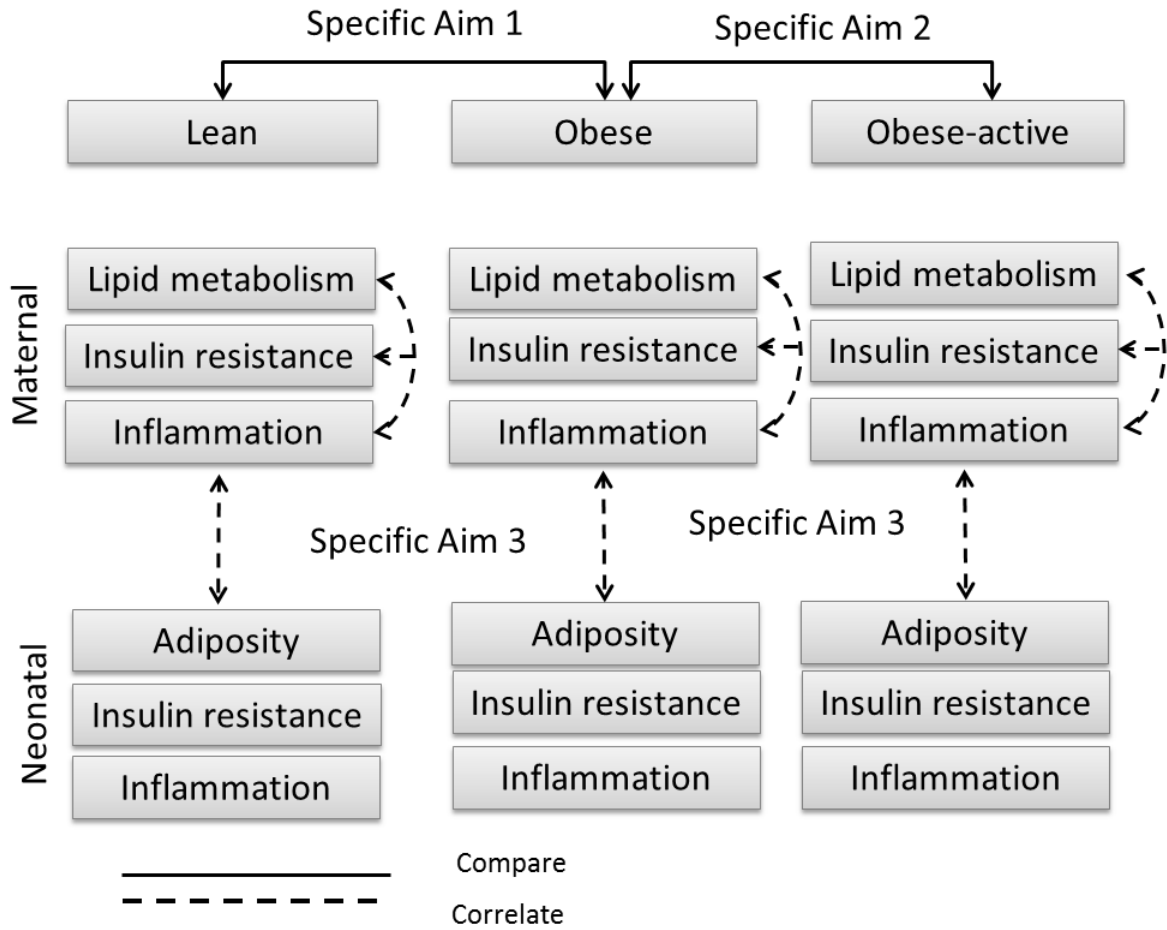 Specific Aim 1
Specific Aim 2
Lean
Obese
Obese-active
Maternal
Lipid metabolism
Insulin resistance
Inflammation
Lipid metabolism
Insulin resistance
Inflammation
Lipid metabolism
Insulin resistance
Inflammation
Specific Aim 3
Specific Aim 3
Neonatal
Adiposity
Insulin resistance
Inflammation
Adiposity
Insulin resistance
Inflammation
Adiposity
Insulin resistance
Inflammation
Compare
Correlate